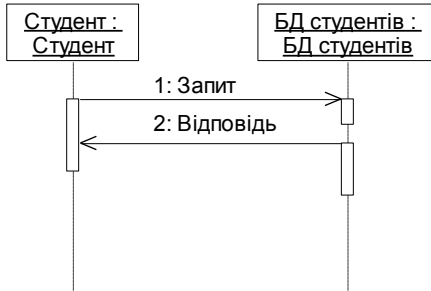 Студент :
Студент
БД студентів :
БД студентів
1: Запит
2: Відповідь